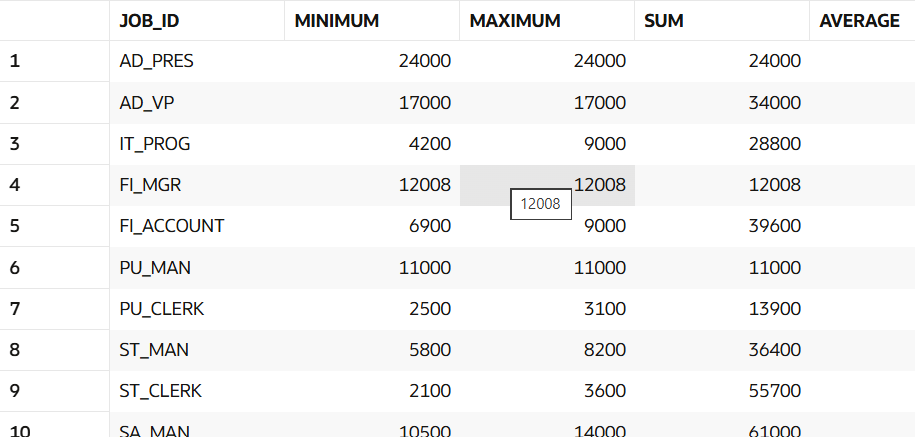 JOB_ID MINIMUM MAXIMUM SUM AVERAGE
1 AD_PRES 24000 24000 24000
2 AD_VP 17000 17000 34000
3 IT_PROG 4200 9000 28800
4 FI_MGR 12008 12008 12008
12008
5 FI_ACCOUNT 6900 9000 39600
6 PU_MAN 11000 11000 11000
7 PU_CLERK 2500 3100 13900
8 ST_MAN 5800 8200 36400
9 ST_CLERK 2100 3600 55700
10 SA_MAN 10500 14000 61000